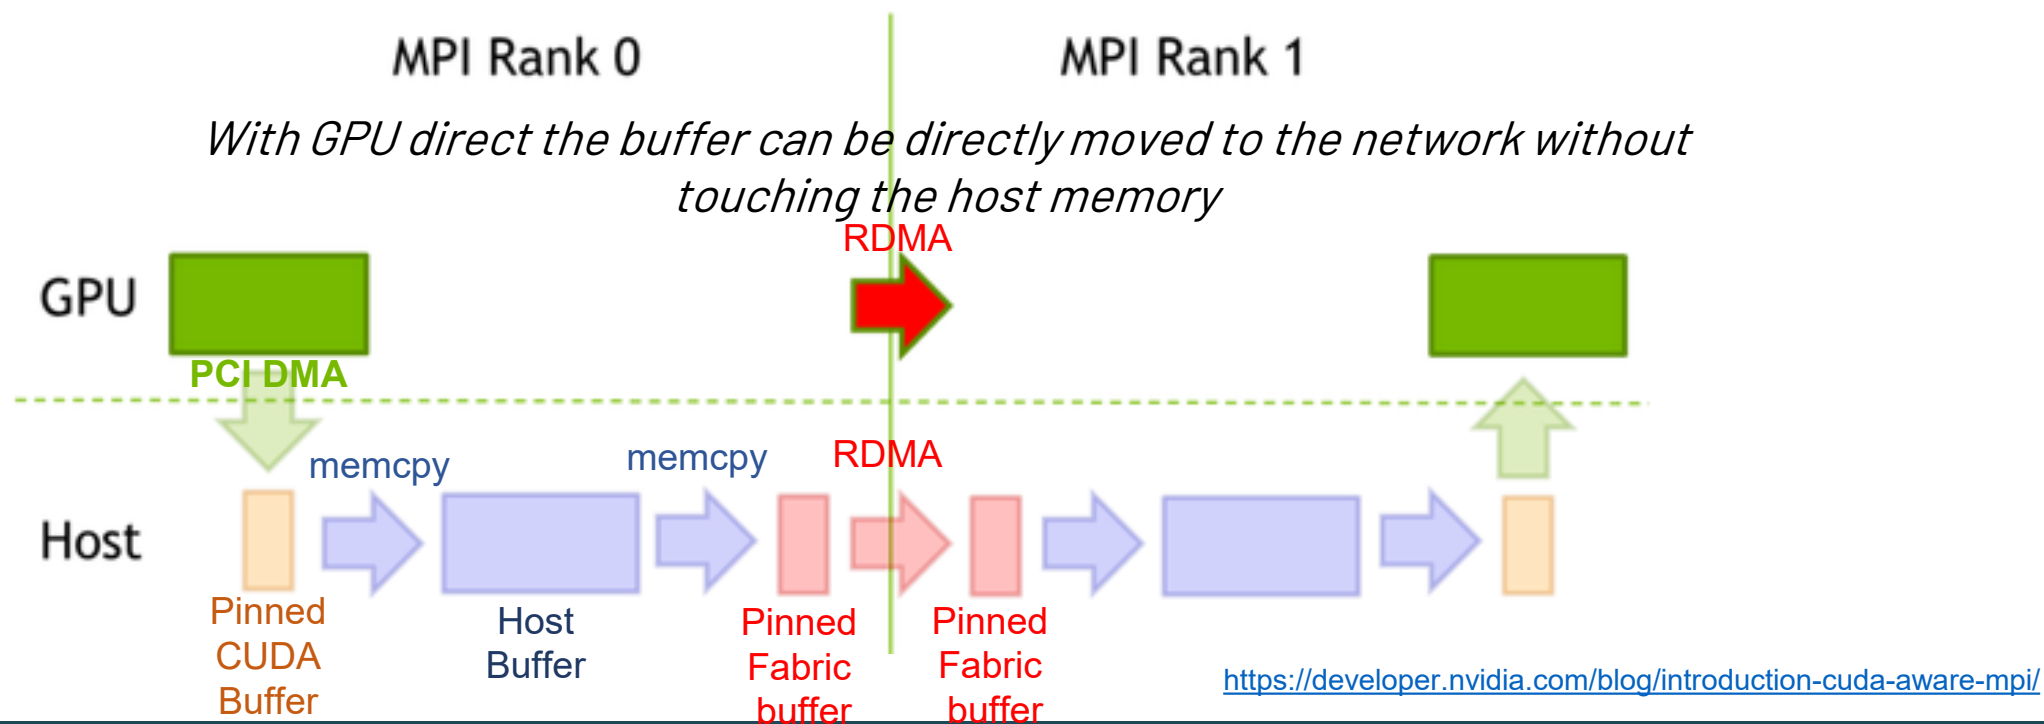 MPI Rank 0
MPI Rank 1
With GPU direct the buffer can be directly moved to the network without
touching the host memory
RDMA
GPU
PCI DMA
memcpy
memcpy
RDMA
Host
Pinned
CUDA
Buffer
Host
Buffer
Pinned
Fabric
buffer
Pinned
Fabric
buffer
https://developer.nvidia.com/blog/introduction-cuda-aware-mpi/